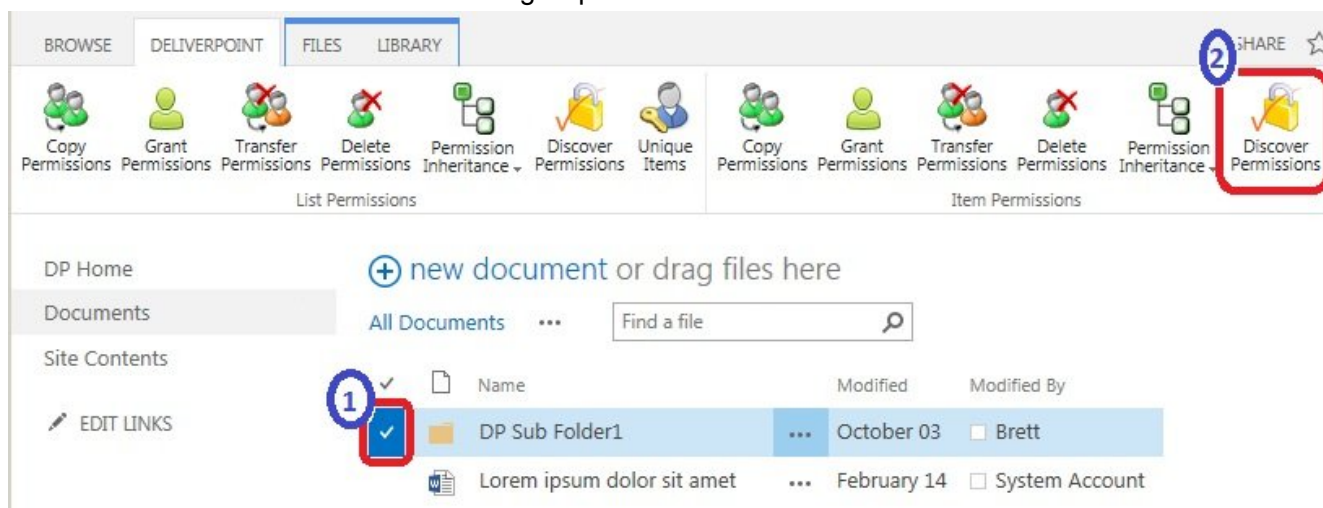 BROWSE DELIVERPOINT FILES LIBRARY SHARE
2
Copy Permissions Grant Permissions Transfer Permissions Delete Permissions Permission Inheritance Discover Permissions Unique Items Copy Permissions Grant Permissions Transfer Permissions Delete Permissions Permission Inheritance Discover Permissions
List Permissions Item Permissions
DP Home
Documents
Site Contents
EDIT LINKS
new document or drag files here
All Documents ... Find a file
1
Name Modified Modified By
DP Sub Folder1 ... October 03 Brett
Lorem ipsum dolor sit amet ... February 14 System Account